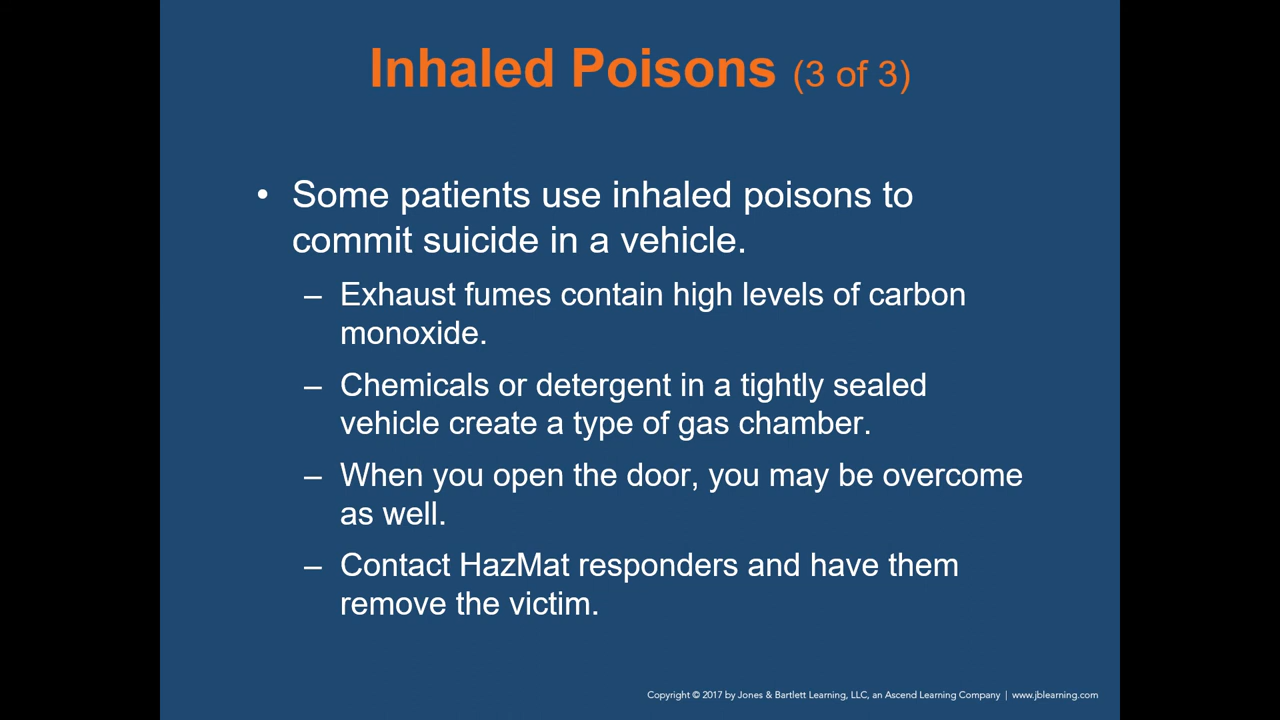 Inhaled Poisons (3 of 3)
• Some patients use inhaled poisons to
commit suicide in a vehicle.
– Exhaust fumes contain high levels of carbon
monoxide.
– Chemicals or detergent in a tightly sealed
vehicle create a type of gas chamber.
– When you open the door, you may be overcome
as well.
– Contact HazMat responders and have them
remove the victim.
Copyright © 2017 by Jones & Bartlett Learning, LLC, an Ascend Learning Company | www.jblearning.com